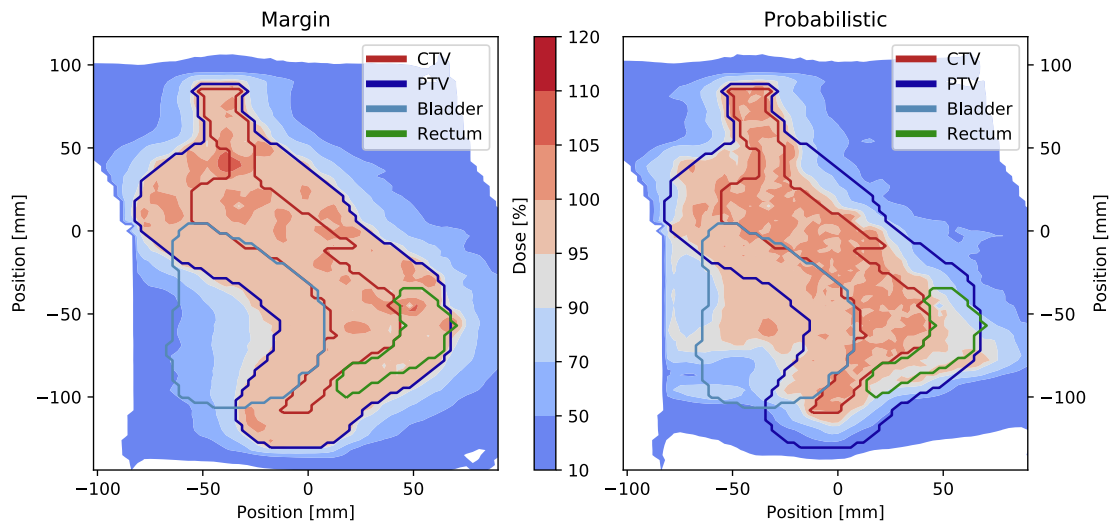 Margin
Probabilistic
CTV
PTV
Bladder
Rectum
CTV
PTV
Bladder
Rectum
100
50
0
−50
−100
Position [mm]
−100
−50
0
50
Position [mm]
120
110
105
100
95
90
70
50
10
Dose [%]
−100
−50
0
50
Position [mm]
100
50
0
−50
−100
Position [mm]